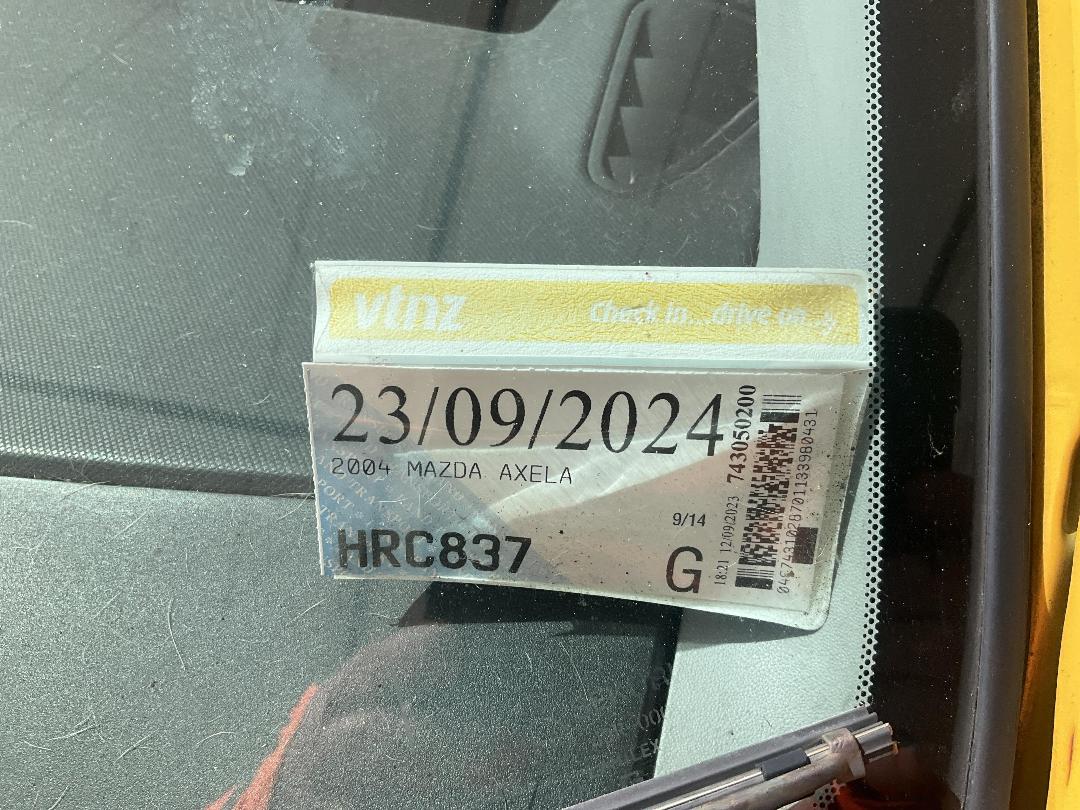 vtnz
Check in...drive on...
23/09/2024
2004 MAZDA AXELA
HRC837
9/14
G
18:21 12/09/2023 743050200